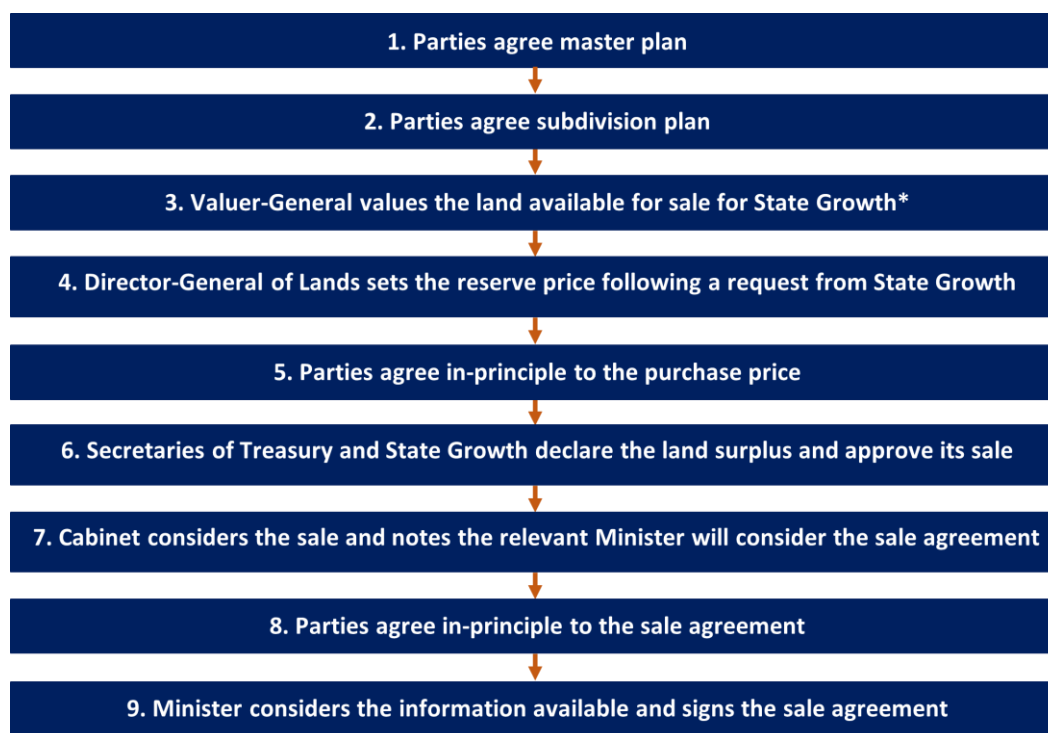 1. Parties agree master plan
2. Parties agree subdivision plan
3. Valuer-General values the land available for sale for State Growth*
4. Director-General of Lands sets the reserve price following a request from State Growth
5. Parties agree in-principle to the purchase price
6. Secretaries of Treasury and State Growth declare the land surplus and approve its sale
7. Cabinet considers the sale and notes the relevant Minister will consider the sale agreement
8. Parties agree in-principle to the sale agreement
9. Minister considers the information available and signs the sale agreement